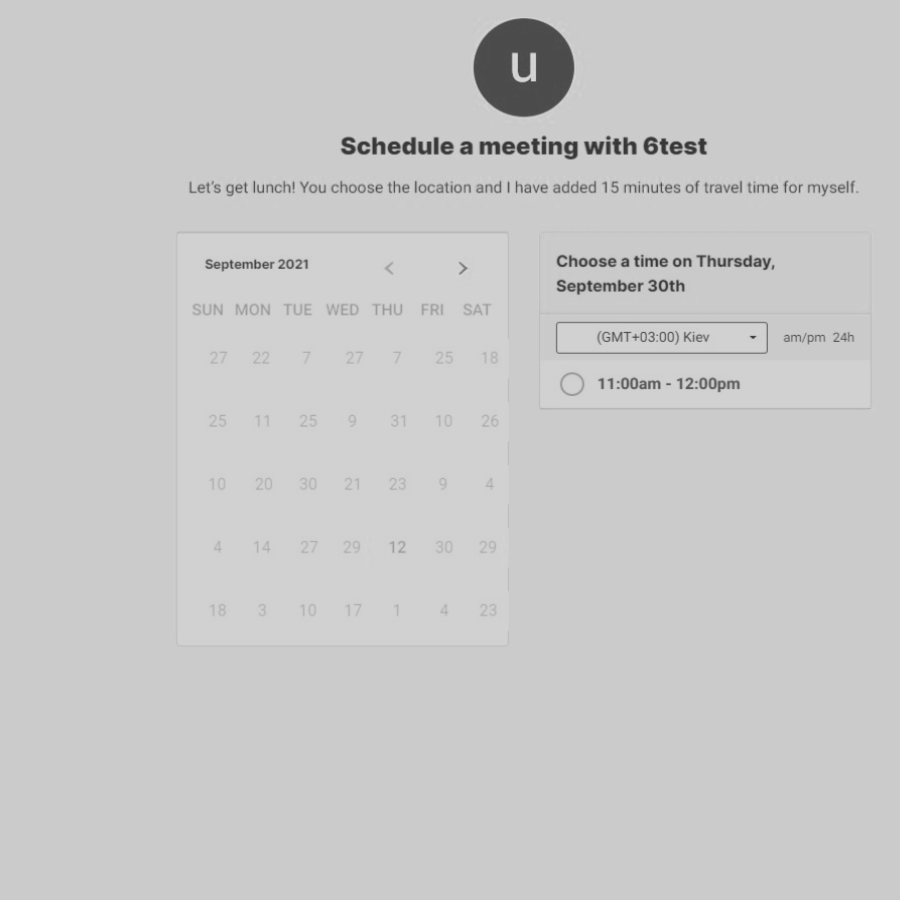 u
Schedule a meeting with 6test
Let's get lunch! You choose the location and I have added 15 minutes of travel time for myself.
September 2021
SUN MON TUE WED THU FRI SAT
27 22 7 27 7 25 18
25 11 25 9 31 10 26
10 20 30 21 23 9 4
4 14 27 29 12 30 29
18 3 10 17 1 4 23
Choose a time on Thursday,
September 30th
(GMT+03:00) Kiev am/pm 24h
11:00am - 12:00pm